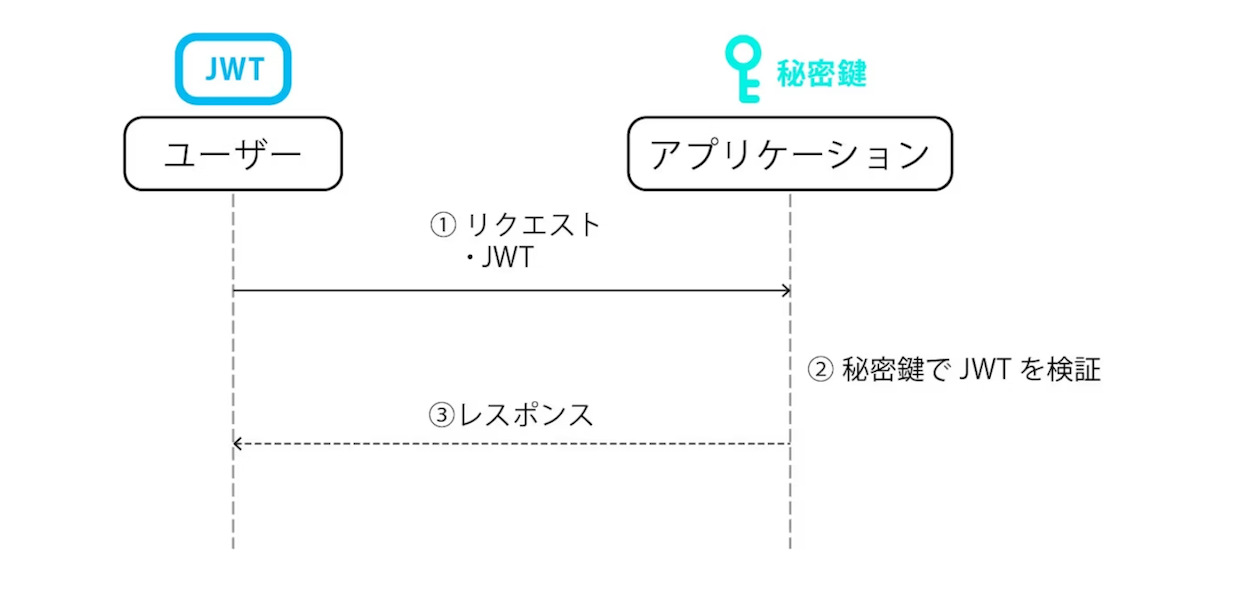 JWT
秘密鍵
ユーザー
アプリケーション
① リクエスト
・JWT
② 秘密鍵で JWT を検証
③レスポンス